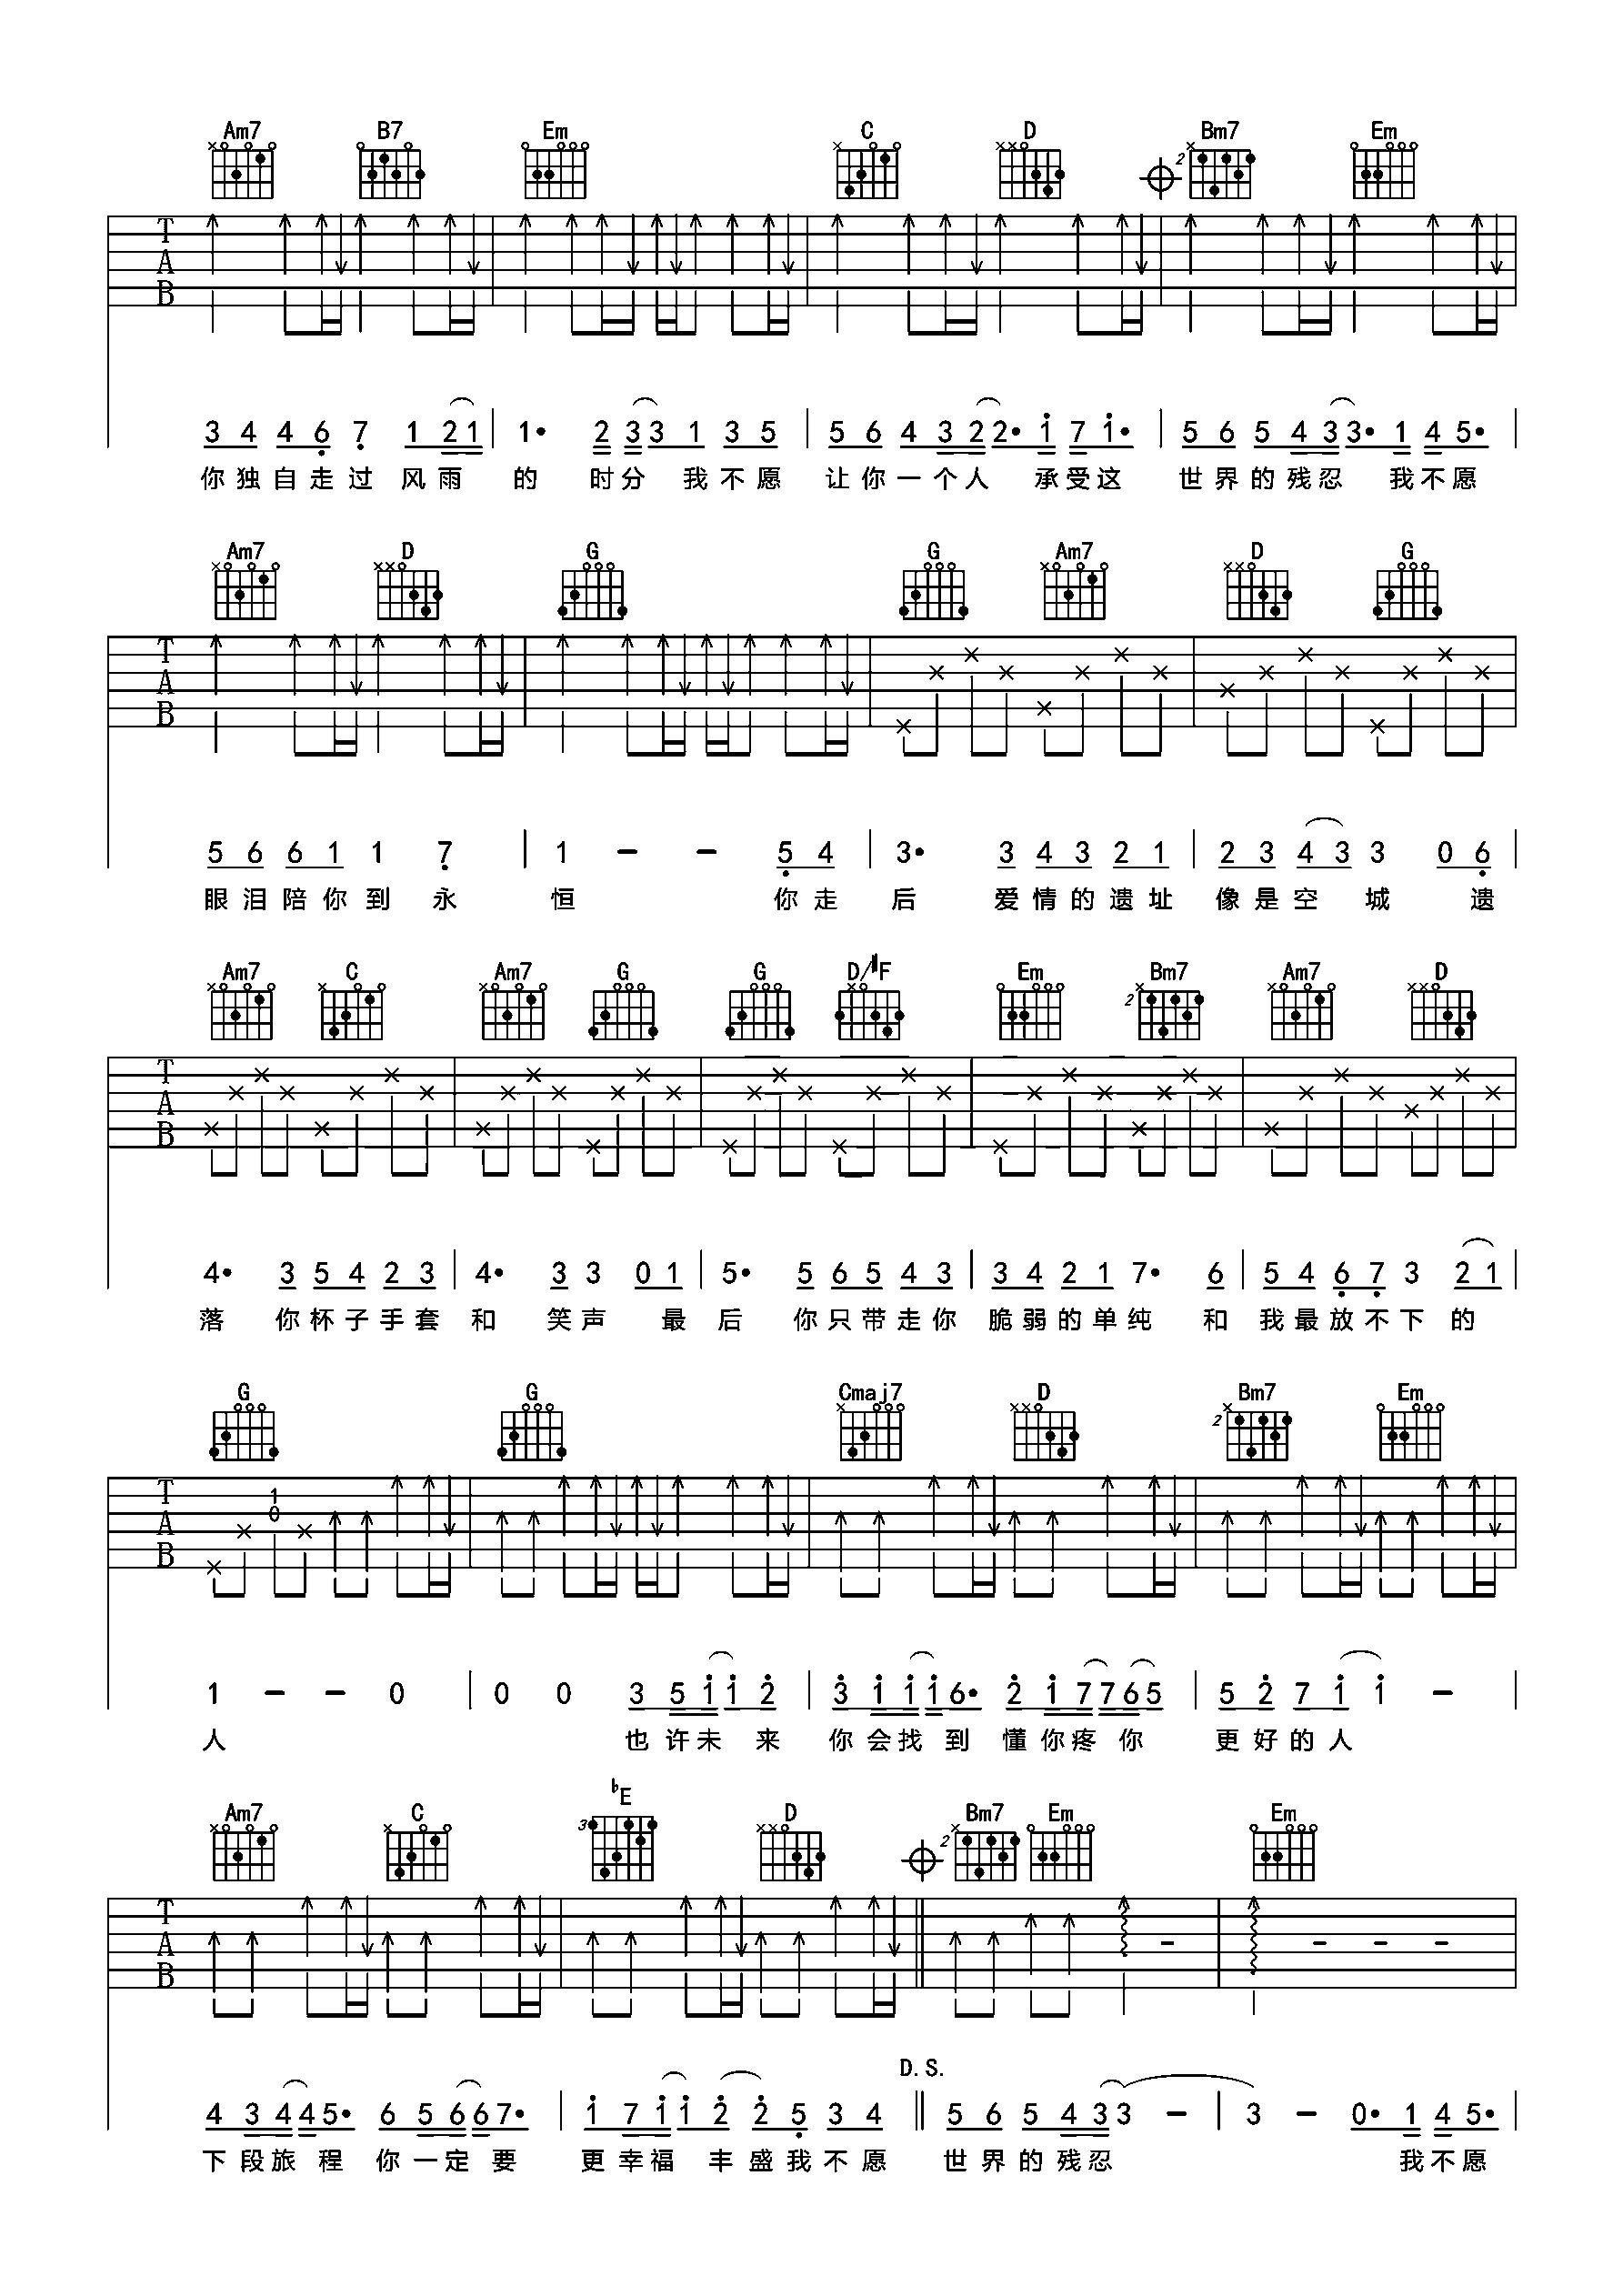 Am7 B7 Em C D Bm7 Em
2
T
A
B
3 4 4 6 7 1 2 1 | 1• 2 3 3 1 3 5 | 5 6 4 3 2 2• 1 7 1• | 5 6 5 4 3 3• 1 4 5•
你独自走过 风雨 的 时分 我不愿 让你一个人 承受这 世界的残忍 我不愿
Am7 D G G Am7 D G
T
A
B
5 6 6 1 1 7 | 1 - - 5 4 | 3• 3 4 3 2 1 | 2 3 4 3 3 0 6 |
眼泪陪你到 永 恒 你走 后 爱情的遗址 像是空 城 遗
Am7 C Am7 G G D/#F Em Bm7 Am7 D
2
T
A
B
4• 3 5 4 2 3 | 4• 3 3 0 1 | 5• 5 6 5 4 3 | 3 4 2 1 7• 6 | 5 4 6 7 3 2 1 |
落 你杯子手套 和 笑声 最 后 你只带走你 脆弱的单纯 和 我最放不下的
G G Cmaj7 D Bm7 Em
2
T
A
B
1
0
1 - - 0 | 0 0 3 5 1 1 2 | 3 1 1 1 6• 2 1 7 7 6 5 | 5 2 7 1 1 - |
人 也许未 来 你会找 到 懂你疼 你 更好的人
Am7 C bE D Bm7 Em Em
3 2
T
A
B
D.S.
4 3 4 4 5• 6 5 6 6 7• | 1 7 1 1 2 2 5 3 4 || 5 6 5 4 3 3 - | 3 - 0• 1 4 5• |
下段旅 程 你一定 要 更幸福 丰 盛我不愿 世界的残忍 我不愿